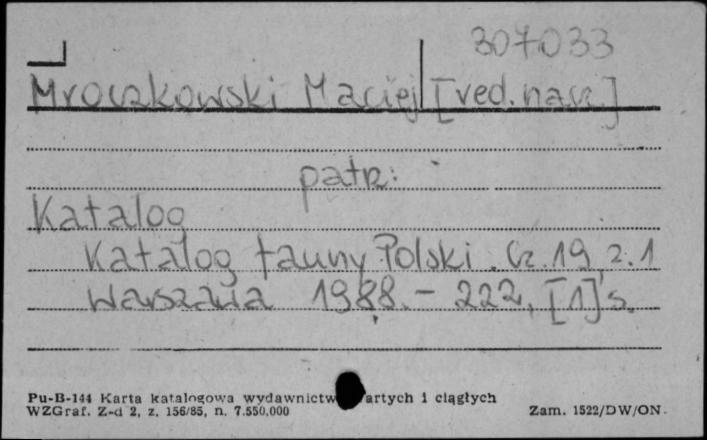 307033
Mroczkowski Maciej [red. nacz.]
patrz:
Katalog
Katalog fauny Polski. Cz. 19, z. 1
Warszawa 1988. - 222, [1] s.
Pu-B-144 Karta katalogowa wydawnictw artych i ciągłych
WZGraf. Z-d 2, z. 156/85, n. 7.550.000
Zam. 1522/DW/ON.